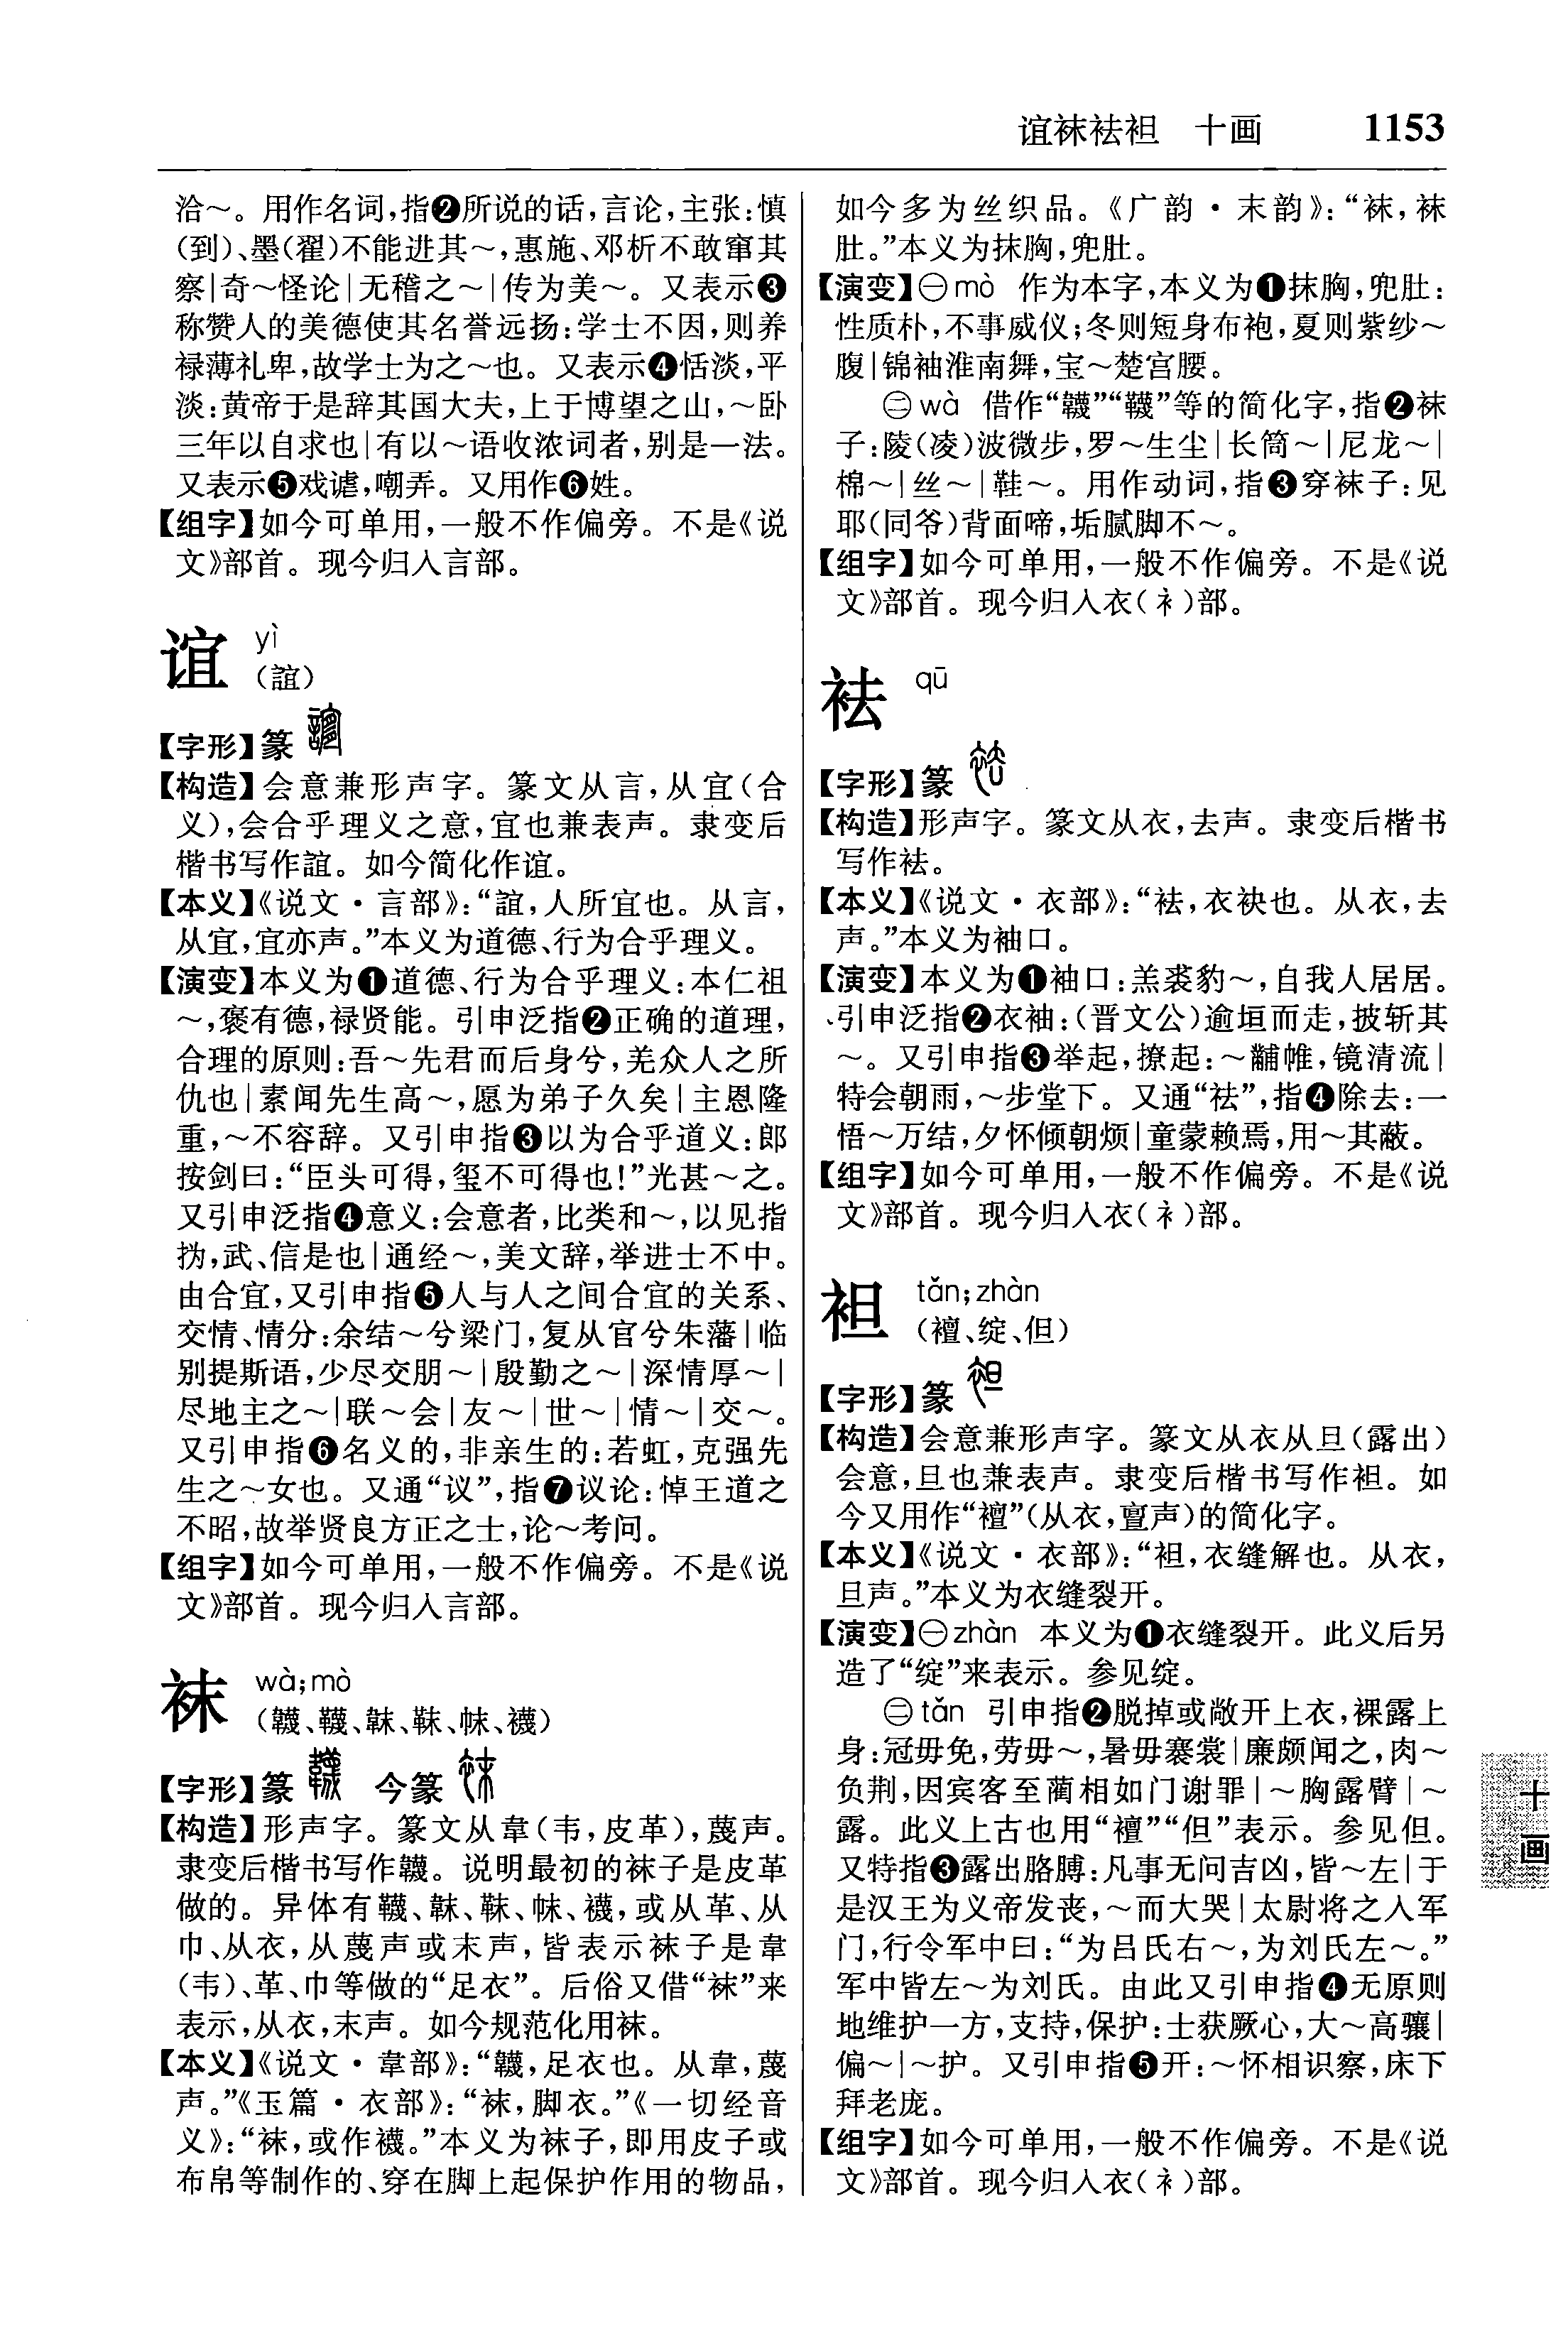 谊袜袪袒　十画　1153
洽～。用作名词,指❷所说的话,言论,主张:慎
(到)、墨(翟)不能进其～,惠施、邓析不敢窜其
察|奇～怪论|无稽之～|传为美～。又表示❸
称赞人的美德使其名誉远扬:学士不因,则养
禄薄礼卑,故学士为之～也。又表示❹恬淡,平
淡:黄帝于是辞其国大夫,上于博望之山,～卧
三年以自求也|有以～语收浓词者,别是一法。
又表示❺戏谑,嘲弄。又用作❻姓。
【组字】如今可单用,一般不作偏旁。不是《说
文》部首。现今归入言部。
谊 yì
(誼)
【字形】篆
【构造】会意兼形声字。篆文从言,从宜(合
义),会合乎理义之意,宜也兼表声。隶变后
楷书写作誼。如今简化作谊。
【本义】《说文·言部》:“誼,人所宜也。从言,
从宜,宜亦声。”本义为道德、行为合乎理义。
【演变】本义为❶道德、行为合乎理义:本仁祖
～,褒有德,禄贤能。引申泛指❷正确的道理,
合理的原则:吾～先君而后身兮,羌众人之所
仇也|素闻先生高～,愿为弟子久矣|主恩隆
重,～不容辞。又引申指❸以为合乎道义:郎
按剑曰:“臣头可得,玺不可得也!”光甚～之。
又引申泛指❹意义:会意者,比类和～,以见指
㧑,武、信是也|通经～,美文辞,举进士不中。
由合宜,又引申指❺人与人之间合宜的关系、
交情、情分:余结～兮梁门,复从官兮朱藩|临
别提斯语,少尽交朋～|殷勤之～|深情厚～|
尽地主之～|联～会|友～|世～|情～|交～。
又引申指❻名义的,非亲生的:若虹,克强先
生之～女也。又通“议”,指❼议论:悼王道之
不昭,故举贤良方正之士,论～考问。
【组字】如今可单用,一般不作偏旁。不是《说
文》部首。现今归入言部。
袜 wà;mò
(韤、韈、韎、靺、帓、襪)
【字形】篆　今篆
【构造】形声字。篆文从韋(韦,皮革),蔑声。
隶变后楷书写作韤。说明最初的袜子是皮革
做的。异体有韈、韎、靺、帓、襪,或从革、从
巾、从衣,从蔑声或末声,皆表示袜子是韋
(韦)、革、巾等做的“足衣”。后俗又借“袜”来
表示,从衣,末声。如今规范化用袜。
【本义】《说文·韋部》:“韤,足衣也。从韋,蔑
声。”《玉篇·衣部》:“袜,脚衣。”《一切经音
义》:“袜,或作襪。”本义为袜子,即用皮子或
布帛等制作的、穿在脚上起保护作用的物品,
如今多为丝织品。《广韵·末韵》:“袜,袜
肚。”本义为抹胸,兜肚。
【演变】㊀mò　作为本字,本义为❶抹胸,兜肚:
性质朴,不事威仪;冬则短身布袍,夏则紫纱～
腹|锦袖淮南舞,宝～楚宫腰。
㊁wà　借作“韤”“韈”等的简化字,指❷袜
子:陵(凌)波微步,罗～生尘|长筒～|尼龙～|
棉～|丝～|鞋～。用作动词,指❸穿袜子:见
耶(同爷)背面啼,垢腻脚不～。
【组字】如今可单用,一般不作偏旁。不是《说
文》部首。现今归入衣(衤)部。
袪 qū
【字形】篆
【构造】形声字。篆文从衣,去声。隶变后楷书
写作袪。
【本义】《说文·衣部》:“袪,衣袂也。从衣,去
声。”本义为袖口。
【演变】本义为❶袖口:羔裘豹～,自我人居居。
引申泛指❷衣袖:(晋文公)逾垣而走,披斩其
～。又引申指❸举起,撩起:～黼帷,镜清流|
特会朝雨,～步堂下。又通“祛”,指❹除去:一
悟～万结,夕怀倾朝烦|童蒙赖焉,用～其蔽。
【组字】如今可单用,一般不作偏旁。不是《说
文》部首。现今归入衣(衤)部。
袒 tǎn;zhàn
(襢、绽、但)
【字形】篆
【构造】会意兼形声字。篆文从衣从旦(露出)
会意,旦也兼表声。隶变后楷书写作袒。如
今又用作“襢”(从衣,亶声)的简化字。
【本义】《说文·衣部》:“袒,衣缝解也。从衣,
旦声。”本义为衣缝裂开。
【演变】㊀zhàn　本义为❶衣缝裂开。此义后另
造了“绽”来表示。参见绽。
㊁tǎn　引申指❷脱掉或敞开上衣,裸露上
身:冠毋免,劳毋～,暑毋褰裳|廉颇闻之,肉～
负荆,因宾客至蔺相如门谢罪|～胸露臂|～
露。此义上古也用“襢”“但”表示。参见但。
又特指❸露出胳膊:凡事无问吉凶,皆～左|于
是汉王为义帝发丧,～而大哭|太尉将之入军
门,行令军中曰:“为吕氏右～,为刘氏左～。”
军中皆左～为刘氏。由此又引申指❹无原则
地维护一方,支持,保护:士获厥心,大～高骧|
偏～|～护。又引申指❺开:～怀相识察,床下
拜老庞。
【组字】如今可单用,一般不作偏旁。不是《说
文》部首。现今归入衣(衤)部。
十
画